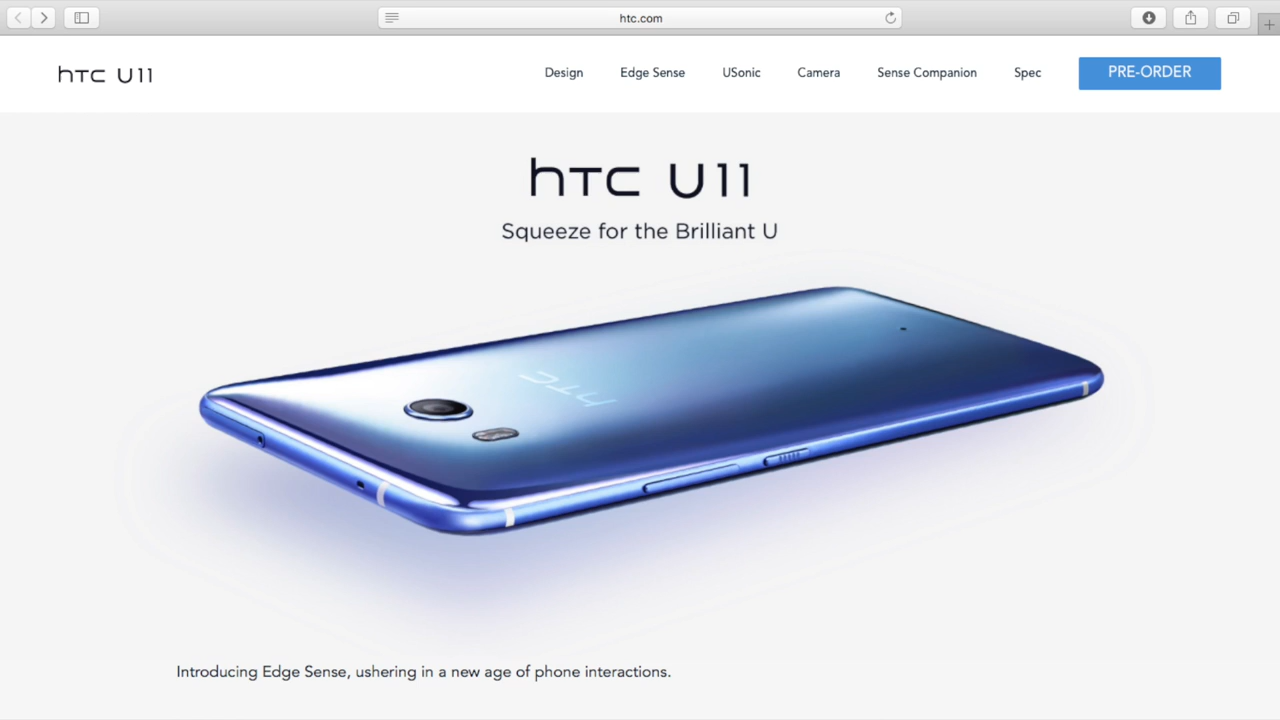 htc.com
hTC U11
Design
Edge Sense
USonic
Camera
Sense Companion
Spec
PRE-ORDER
hTC U11
Squeeze for the Brilliant U
hTC
Introducing Edge Sense, ushering in a new age of phone interactions.